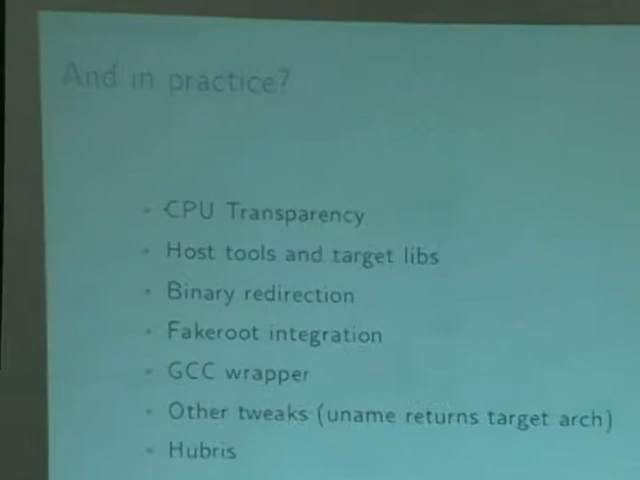 And in practice?
CPU Transparency
Host tools and target libs
Binary redirection
Fakeroot integration
GCC wrapper
Other tweaks (uname returns target arch)
Hubris